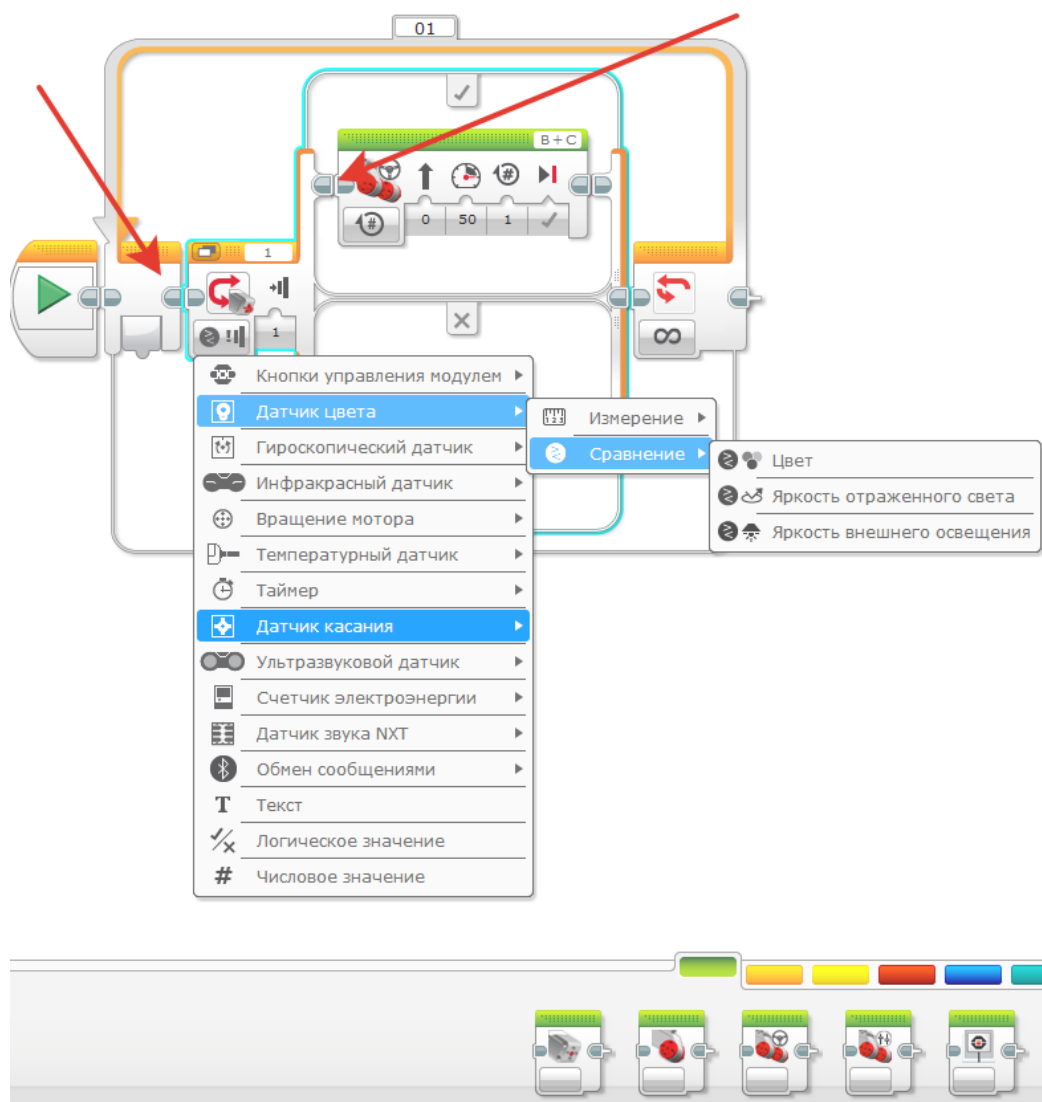 01
B+C
0 50 1
1
1
Кнопки управления модулем
Датчик цвета
Гироскопический датчик
Инфракрасный датчик
Вращение мотора
Температурный датчик
Таймер
Датчик касания
Ультразвуковой датчик
Счетчик электроэнергии
Датчик звука NXT
Обмен сообщениями
Текст
Логическое значение
Числовое значение
Измерение
Сравнение
Цвет
Яркость отраженного света
Яркость внешнего освещения